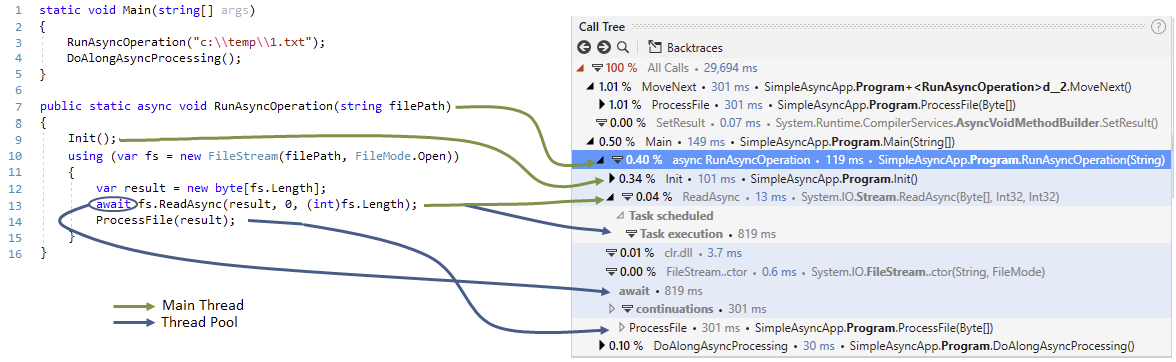 1 static void Main(string[] args)
2 {
3 RunAsyncOperation("c:\\temp\\1.txt");
4 DoAlongAsyncProcessing();
5 }
6
7 public static async void RunAsyncOperation(string filePath)
8 {
9 Init();
10 using (var fs = new FileStream(filePath, FileMode.Open))
11 {
12 var result = new byte[fs.Length];
13 await fs.ReadAsync(result, 0, (int)fs.Length);
14 ProcessFile(result);
15 }
16 }
Main Thread
Thread Pool
Call Tree
?
Backtraces
100 % All Calls • 29,694 ms
1.01 % MoveNext • 301 ms • SimpleAsyncApp.Program+<RunAsyncOperation>d__2.MoveNext()
1.01 % ProcessFile • 301 ms • SimpleAsyncApp.Program.ProcessFile(Byte[])
0.00 % SetResult • 0.07 ms • System.Runtime.CompilerServices.AsyncVoidMethodBuilder.SetResult()
0.50 % Main • 149 ms • SimpleAsyncApp.Program.Main(String[])
0.40 % async RunAsyncOperation • 119 ms • SimpleAsyncApp.Program.RunAsyncOperation(String)
0.34 % Init • 101 ms • SimpleAsyncApp.Program.Init()
0.04 % ReadAsync • 13 ms • System.IO.Stream.ReadAsync(Byte[], Int32, Int32)
Task scheduled
Task execution • 819 ms
0.01 % clr.dll • 3.7 ms
0.00 % FileStream..ctor • 0.6 ms • System.IO.FileStream..ctor(String, FileMode)
await • 819 ms
continuations • 301 ms
ProcessFile • 301 ms • SimpleAsyncApp.Program.ProcessFile(Byte[])
0.10 % DoAlongAsyncProcessing • 30 ms • SimpleAsyncApp.Program.DoAlongAsyncProcessing()